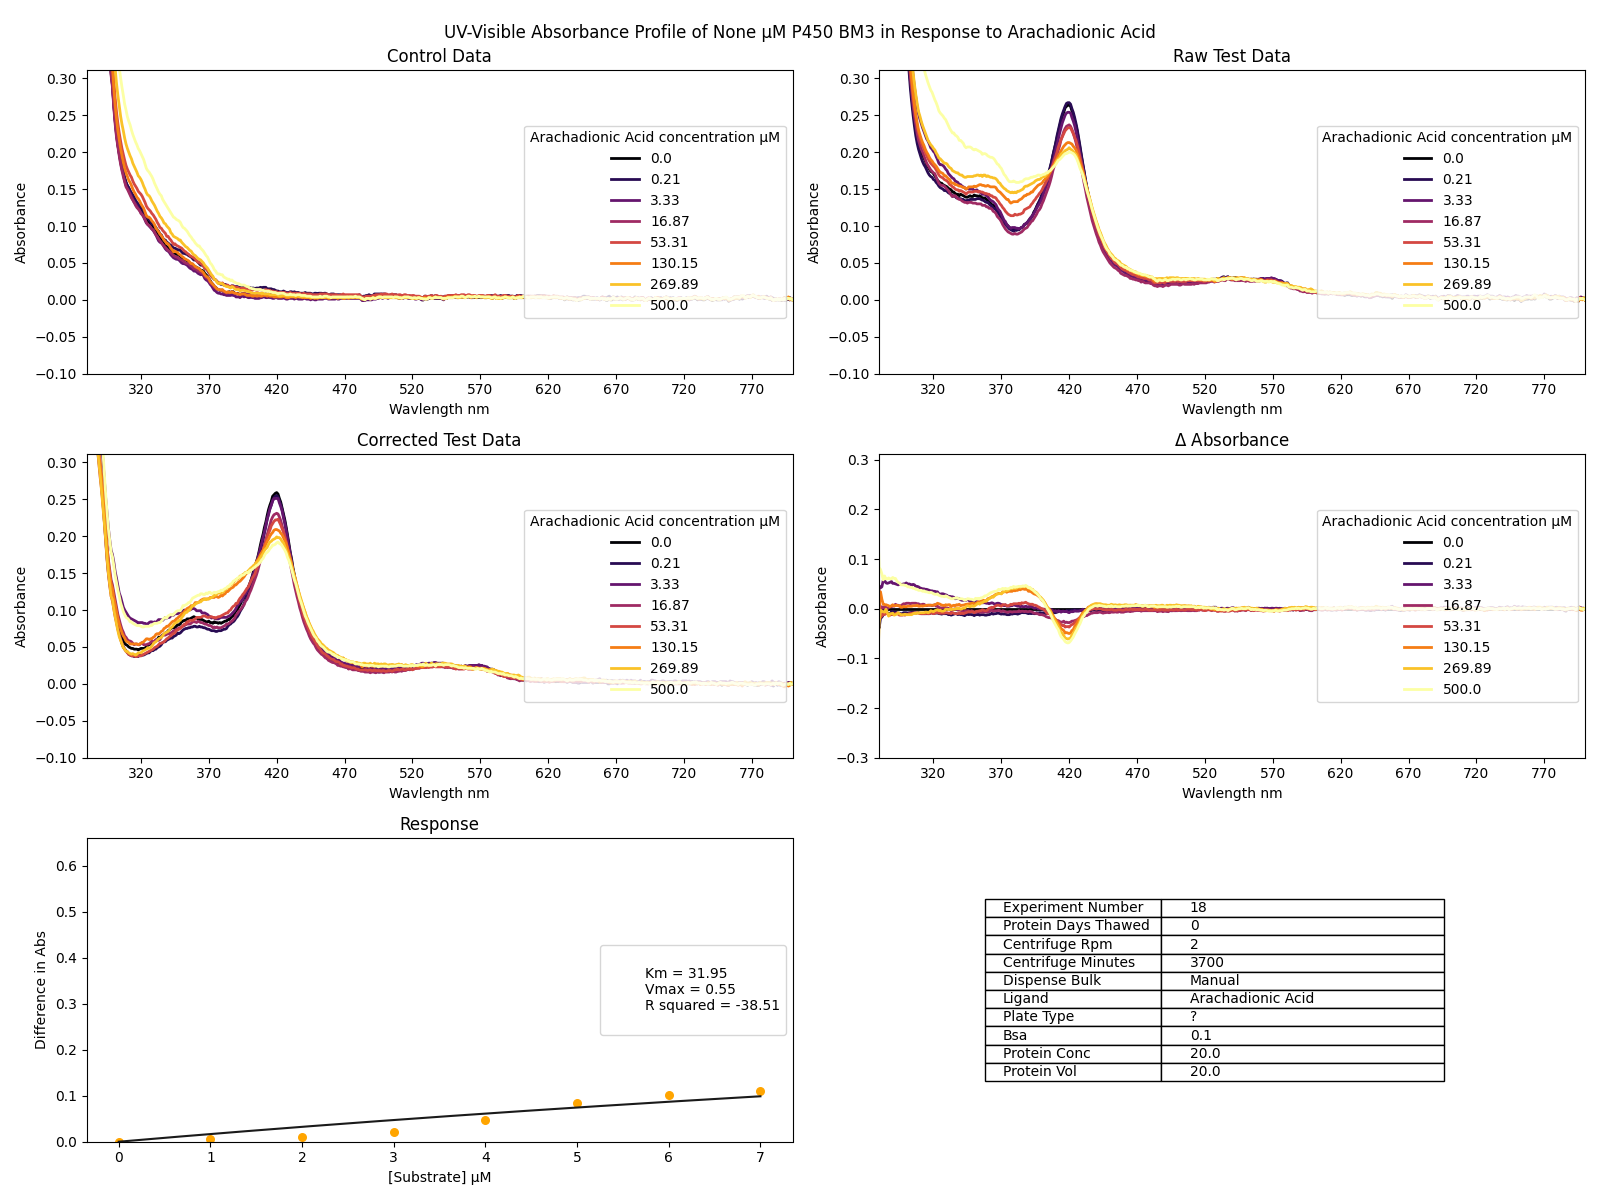 UV-Visible Absorbance Profile of None μM P450 BM3 in Response to Arachadionic Acid
Control Data
0.30
0.25
0.20
0.15
0.10
0.05
0.00
−0.05
−0.10
Absorbance
320 370 420 470 520 570 620 670 720 770
Wavlength nm
Arachadionic Acid concentration μM
0.0
0.21
3.33
16.87
53.31
130.15
269.89
500.0
Raw Test Data
0.30
0.25
0.20
0.15
0.10
0.05
0.00
−0.05
−0.10
Absorbance
320 370 420 470 520 570 620 670 720 770
Wavlength nm
Arachadionic Acid concentration μM
0.0
0.21
3.33
16.87
53.31
130.15
269.89
500.0
Corrected Test Data
0.30
0.25
0.20
0.15
0.10
0.05
0.00
−0.05
−0.10
Absorbance
320 370 420 470 520 570 620 670 720 770
Wavlength nm
Arachadionic Acid concentration μM
0.0
0.21
3.33
16.87
53.31
130.15
269.89
500.0
Δ Absorbance
0.3
0.2
0.1
0.0
−0.1
−0.2
−0.3
Absorbance
320 370 420 470 520 570 620 670 720 770
Wavlength nm
Arachadionic Acid concentration μM
0.0
0.21
3.33
16.87
53.31
130.15
269.89
500.0
Response
0.6
0.5
0.4
0.3
0.2
0.1
0.0
Difference in Abs
0 1 2 3 4 5 6 7
[Substrate] μM
Km = 31.95
Vmax = 0.55
R squared = -38.51
Experiment Number 18
Protein Days Thawed 0
Centrifuge Rpm 2
Centrifuge Minutes 3700
Dispense Bulk Manual
Ligand Arachadionic Acid
Plate Type ?
Bsa 0.1
Protein Conc 20.0
Protein Vol 20.0